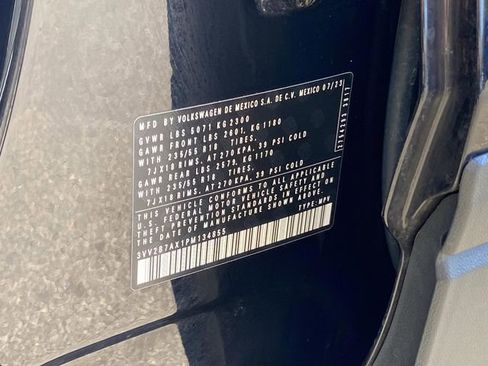 MFD BY VOLKSWAGEN DE MEXICO S.A. DE C.V. MEXICO 07/23
GVWR LBS 5071 KG 2300
GAWR FRONT LBS 2601, KG 1180
WITH 235/55 R18 TIRES,
7JX18 RIMS, AT 270 KPA, 39 PSI COLD
GAWR REAR LBS 2579, KG 1170
WITH 235/55 R18 TIRES,
7JX18 RIMS, AT 270 KPA, 39 PSI COLD
THIS VEHICLE CONFORMS TO ALL APPLICABLE
U.S. FEDERAL MOTOR VEHICLE SAFETY
STANDARDS IN EFFECT ON THE DATE OF
MANUFACTURE SHOWN ABOVE
3VV2B7AX1PM134855 TYPE: MPV